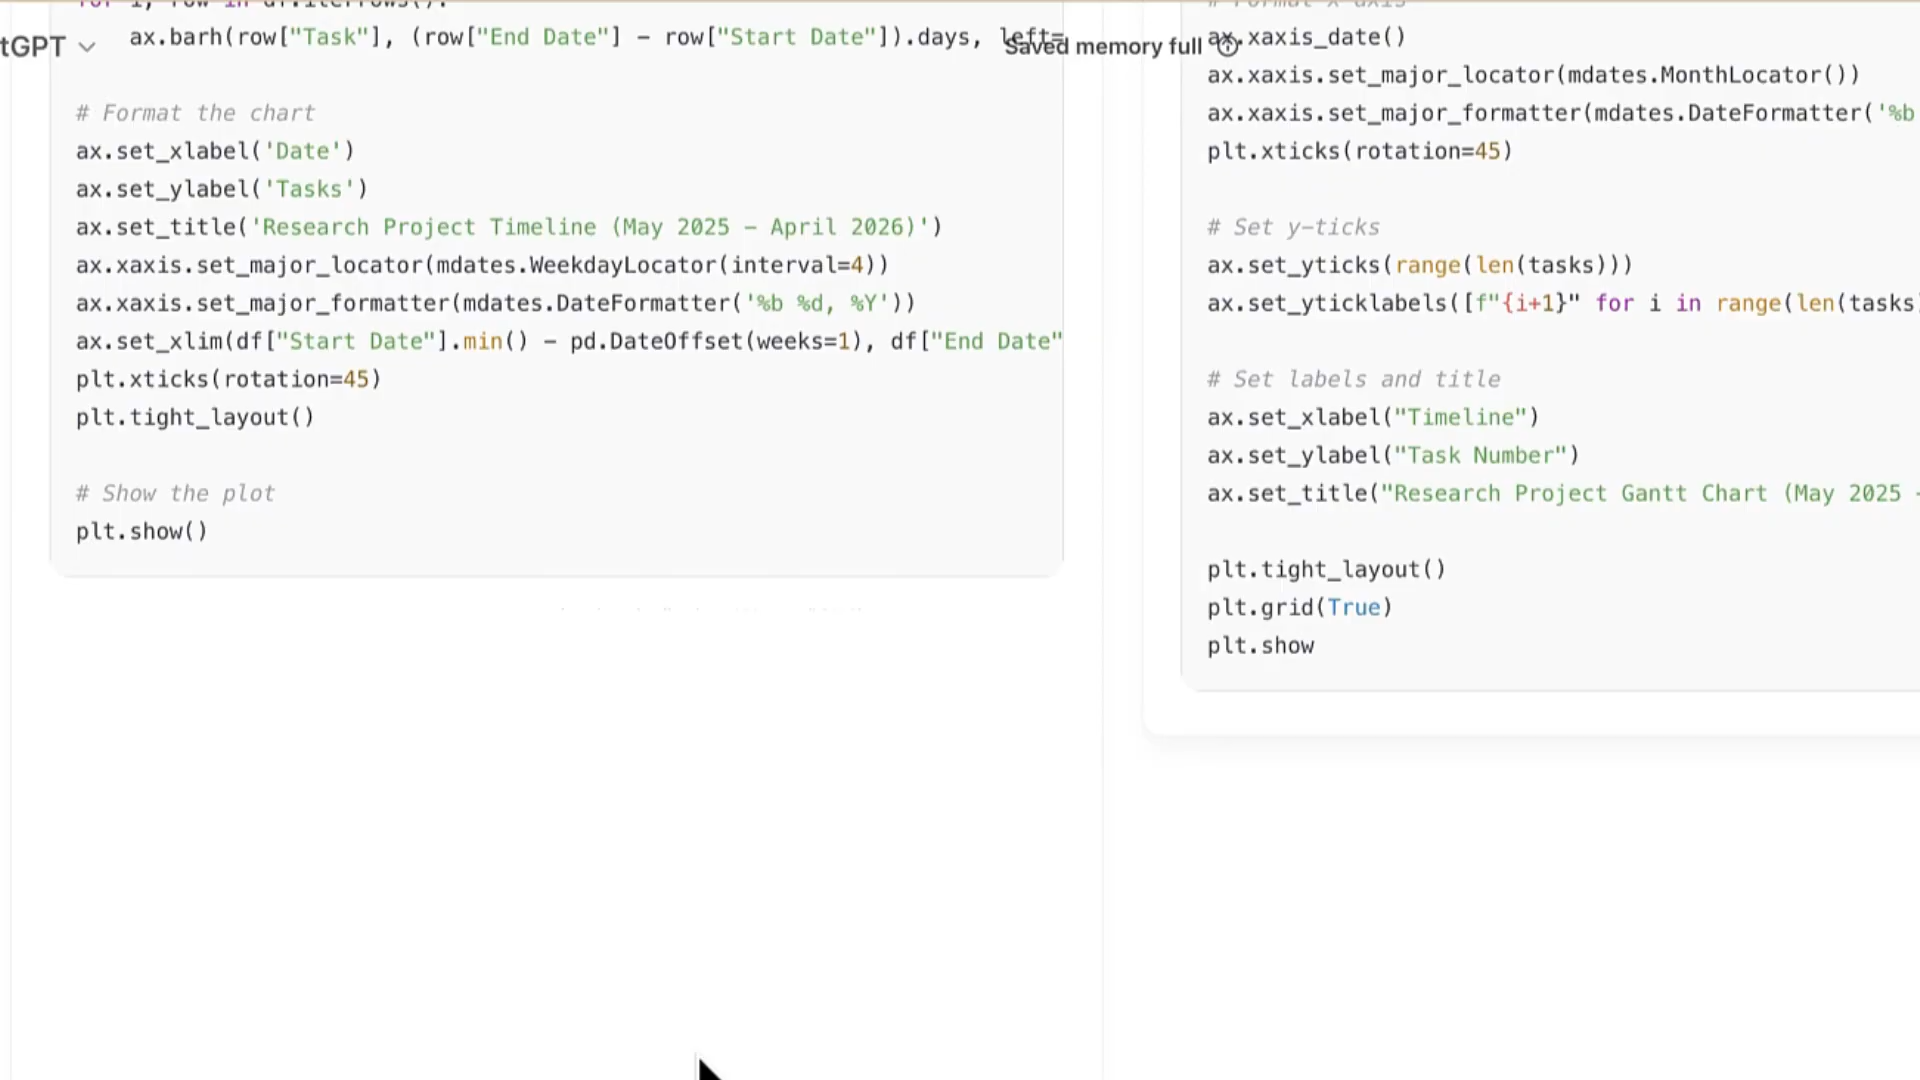 tGPT
Saved memory full
ax.barh(row["Task"], (row["End Date"] – row["Start Date"]).days, left=
# Format the chart
ax.set_xlabel('Date')
ax.set_ylabel('Tasks')
ax.set_title('Research Project Timeline (May 2025 – April 2026)')
ax.xaxis.set_major_locator(mdates.WeekdayLocator(interval=4))
ax.xaxis.set_major_formatter(mdates.DateFormatter('%b %d, %Y'))
ax.set_xlim(df["Start Date"].min() – pd.DateOffset(weeks=1), df["End Date"
plt.xticks(rotation=45)
plt.tight_layout()
# Show the plot
plt.show()
# Format x-axis
ax.xaxis_date()
ax.xaxis.set_major_locator(mdates.MonthLocator())
ax.xaxis.set_major_formatter(mdates.DateFormatter('%b
plt.xticks(rotation=45)
# Set y-ticks
ax.set_yticks(range(len(tasks)))
ax.set_yticklabels([f"{i+1}" for i in range(len(tasks)
# Set labels and title
ax.set_xlabel("Timeline")
ax.set_ylabel("Task Number")
ax.set_title("Research Project Gantt Chart (May 2025 -
plt.tight_layout()
plt.grid(True)
plt.show